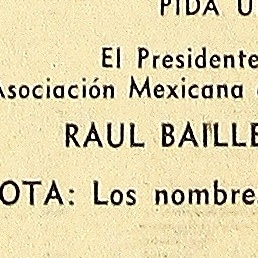 PIDA U
El Presidente
Asociación Mexicana
RAUL BAILLE
OTA: Los nombre